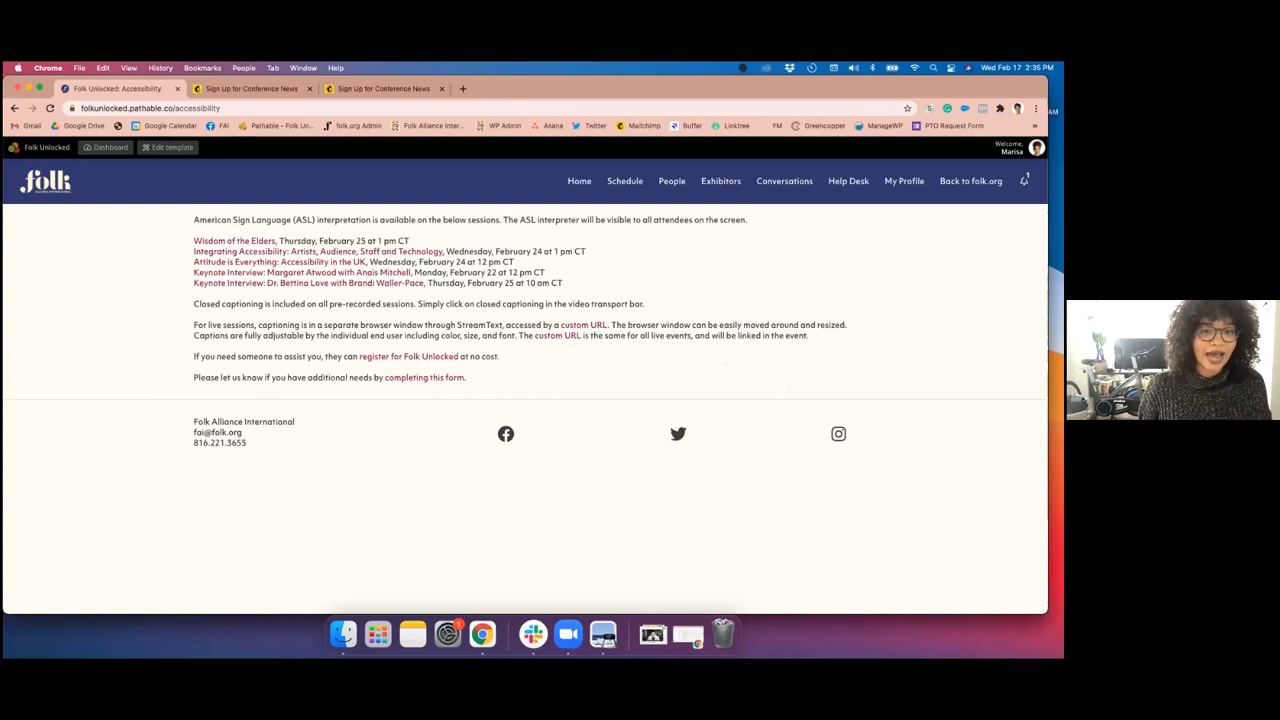 Chrome File Edit View History Bookmarks People Tab Window Help
Wed Feb 17 2:35 PM
Folk Unlocked: Accessibility
Sign Up for Conference News
Sign Up for Conference News
folkunlocked.pathable.co/accessibility
Gmail Google Drive Google Calendar FAI Pathable - Folk Un... folk.org Admin Folk Alliance Inter... WP Admin Asana Twitter Mailchimp Buffer Linktree YM Greencopper ManageWP PTO Request Form
Folk Unlocked Dashboard Edit template
Welcome,
Marisa
folk
Home Schedule People Exhibitors Conversations Help Desk My Profile Back to folk.org 1
American Sign Language (ASL) interpretation is available on the below sessions. The ASL interpreter will be visible to all attendees on the screen.
Wisdom of the Elders, Thursday, February 25 at 1 pm CT
Integrating Accessibility: Artists, Audience, Staff and Technology, Wednesday, February 24 at 1 pm CT
Attitude is Everything: Accessibility in the UK, Wednesday, February 24 at 12 pm CT
Keynote Interview: Margaret Atwood with Anais Mitchell, Monday, February 22 at 12 pm CT
Keynote Interview: Dr. Bettina Love with Brandi Waller-Pace, Thursday, February 25 at 10 am CT
Closed captioning is included on all pre-recorded sessions. Simply click on closed captioning in the video transport bar.
For live sessions, captioning is in a separate browser window through StreamText, accessed by a custom URL. The browser window can be easily moved around and resized.
Captions are fully adjustable by the individual end user including color, size, and font. The custom URL is the same for all live events, and will be linked in the event.
If you need someone to assist you, they can register for Folk Unlocked at no cost.
Please let us know if you have additional needs by completing this form.
Folk Alliance International
fai@folk.org
816.221.3655
1